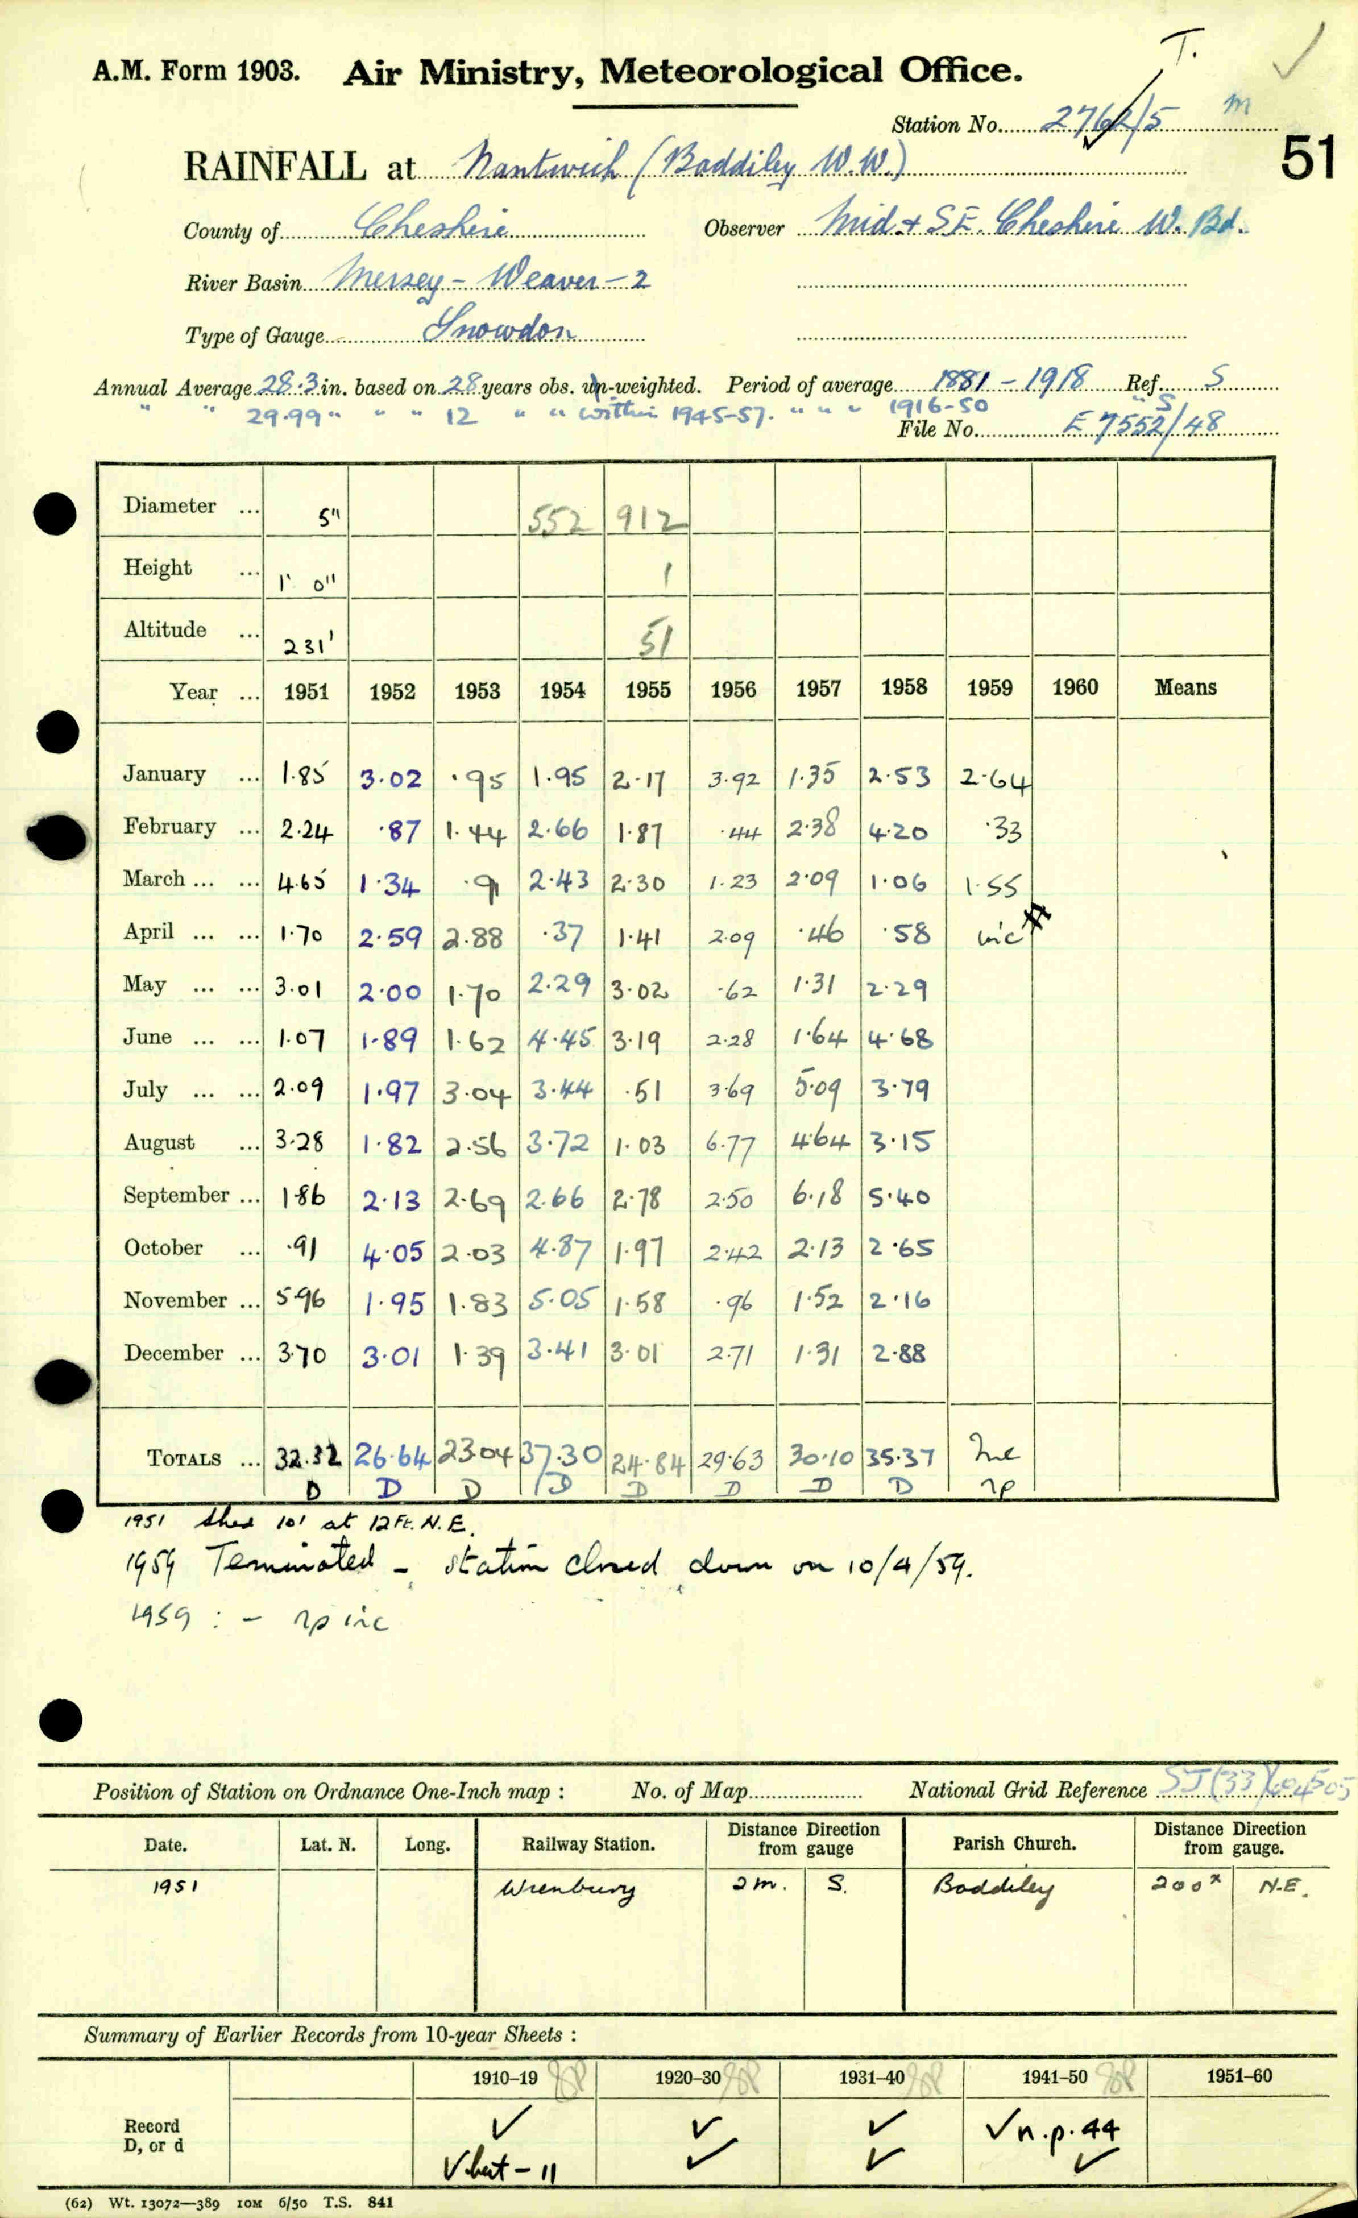 T.
A.M. Form 1903. Air Ministry, Meteorological Office.
Station No. 2762/5 m
RAINFALL at Nantwich (Baddiley W.W.) 51
County of Cheshire Observer Mid. & S.E. Cheshire W. Bd.
River Basin Mersey - Weaver - 2
Type of Gauge Snowdon
Annual Average 28.3 in. based on 28 years obs. un-weighted. Period of average 1881 - 1918 Ref. S
" " 29.99 " " " 12 " " within 1945-57. " " " 1916-50 " S
File No. E 7552/48
Diameter ... 5" 552 912
Height ... 1' 0" 1
Altitude ... 231' 51
Year ... 1951 1952 1953 1954 1955 1956 1957 1958 1959 1960 Means
January ... 1.85 3.02 .95 1.95 2.17 3.92 1.35 2.53 2.64
February ... 2.24 .87 1.44 2.66 1.87 .44 2.38 4.20 .33
March ... ... 4.65 1.34 .91 2.43 2.30 1.23 2.09 1.06 1.55
April ... ... 1.70 2.59 2.88 .37 1.41 2.09 .46 .58 inc #
May ... ... 3.01 2.00 1.70 2.29 3.02 .62 1.31 2.29
June ... ... 1.07 1.89 1.62 4.45 3.19 2.28 1.64 4.68
July ... ... 2.09 1.97 3.04 3.44 .51 3.69 5.09 3.79
August ... 3.28 1.82 2.56 3.72 1.03 6.77 4.64 3.15
September ... 1.86 2.13 2.69 2.66 2.78 2.50 6.18 5.40
October ... .91 4.05 2.03 4.87 1.97 2.42 2.13 2.65
November ... 5.96 1.95 1.83 5.05 1.58 .96 1.52 2.16
December ... 3.70 3.01 1.39 3.41 3.01 2.71 1.31 2.88
TOTALS ... 32.32 26.64 23.04 37.30 24.84 29.63 30.10 35.37 Inc
D D D D D D D D np
1951 shed 10' at 12 Ft. N.E.
1959 Terminated - station closed down on 10/4/59.
1959 : - np inc
Position of Station on Ordnance One-Inch map : No. of Map National Grid Reference SJ (33) 604505
Date. Lat. N. Long. Railway Station. Distance from Direction gauge Parish Church. Distance from Direction gauge.
1951 Wrenbury 2 m. S. Baddiley 200x N.E.
Summary of Earlier Records from 10-year Sheets :
1910–19 1920–30 1931–40 1941–50 1951–60
Record D, or d ✓ ✓ ✓ ✓ n.p. 44
✓ but - 11 ✓ ✓ ✓
(62) Wt. 13072—389 10M 6/50 T.S. 841